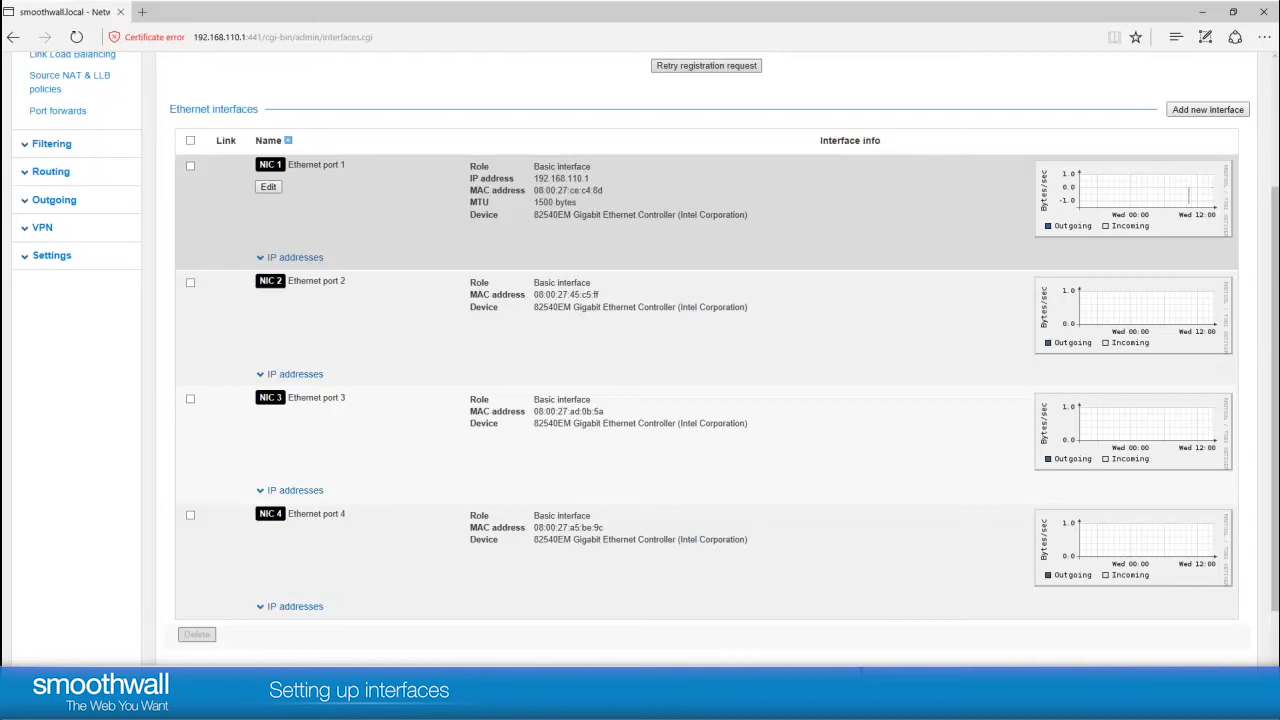 smoothwall.local - Netw
Certificate error 192.168.110.1:441/cgi-bin/admin/interfaces.cgi
Link Load Balancing
Source NAT & LLB
policies
Port forwards
Filtering
Routing
Outgoing
VPN
Settings
Retry registration request
Ethernet interfaces
Add new interface
Link Name Interface info
NIC 1 Ethernet port 1
Edit
Role Basic interface
IP address 192.168.110.1
MAC address 08:00:27:ce:c4:8d
MTU 1500 bytes
Device 82540EM Gigabit Ethernet Controller (Intel Corporation)
IP addresses
Bytes/sec
1.0
0.0
-1.0
Wed 00:00 Wed 12:00
Outgoing Incoming
NIC 2 Ethernet port 2
Role Basic interface
MAC address 08:00:27:45:c5:ff
Device 82540EM Gigabit Ethernet Controller (Intel Corporation)
IP addresses
Bytes/sec
1.0
0.0
Wed 00:00 Wed 12:00
Outgoing Incoming
NIC 3 Ethernet port 3
Role Basic interface
MAC address 08:00:27:ad:0b:5a
Device 82540EM Gigabit Ethernet Controller (Intel Corporation)
IP addresses
Bytes/sec
1.0
0.0
Wed 00:00 Wed 12:00
Outgoing Incoming
NIC 4 Ethernet port 4
Role Basic interface
MAC address 08:00:27:a5:be:9c
Device 82540EM Gigabit Ethernet Controller (Intel Corporation)
IP addresses
Bytes/sec
1.0
0.0
Wed 00:00 Wed 12:00
Outgoing Incoming
Delete
smoothwall
The Web You Want
Setting up interfaces